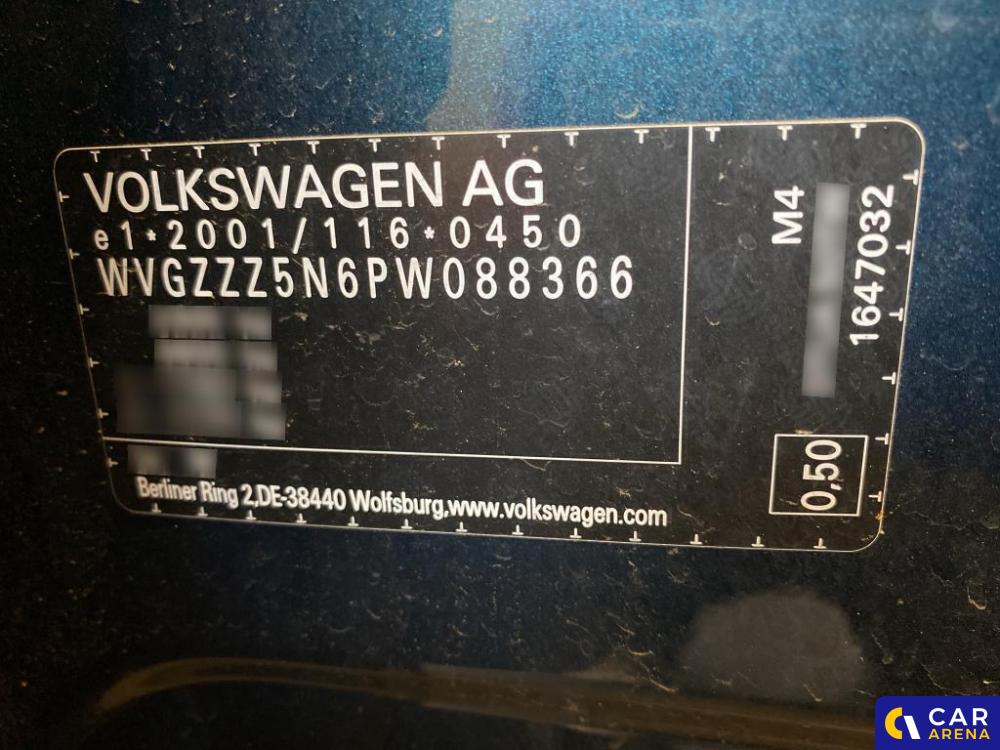 VOLKSWAGEN AG
e1*2001/116*0450
WVGZZZ5N6PW088366
Berliner Ring 2,DE-38440 Wolfsburg,www.volkswagen.com
M4
1647032
0,50
CAR
ARENA